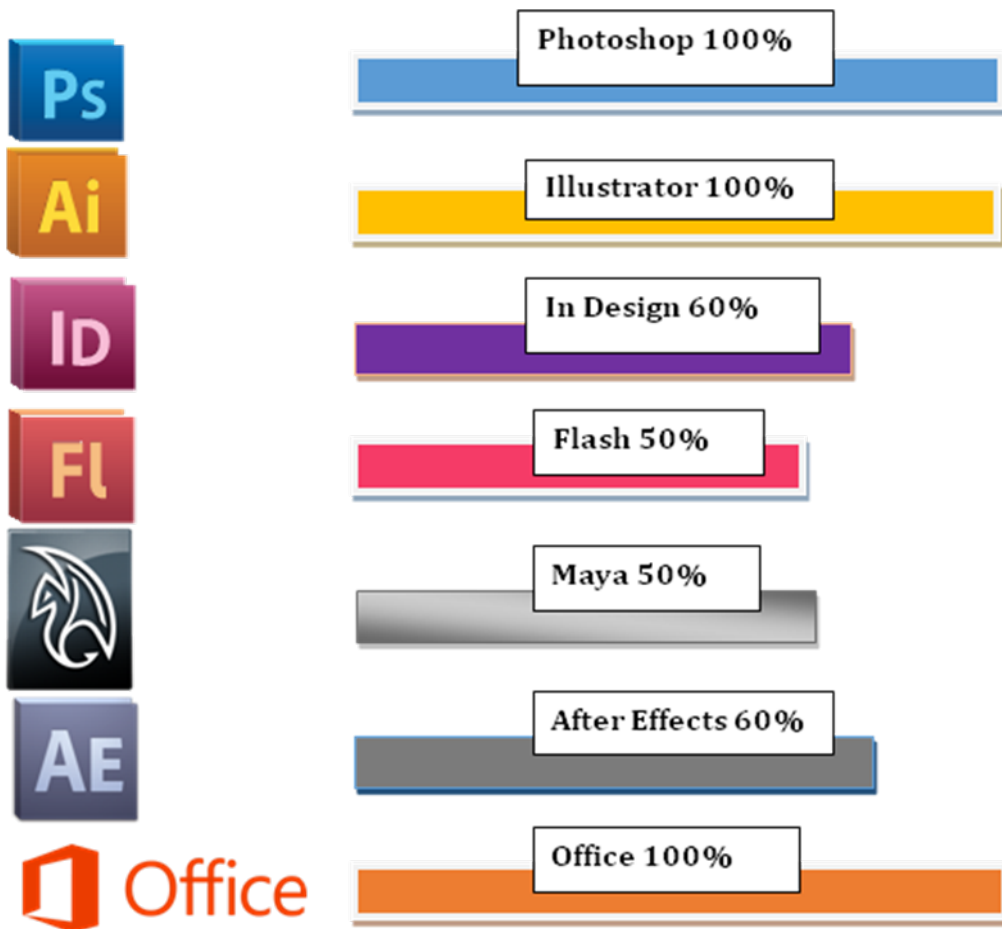 Photoshop 100%
Ps
Illustrator 100%
Ai
In Design 60%
ID
Flash 50%
FL
Maya 50%
After Effects 60%
AE
Office 100%
Office